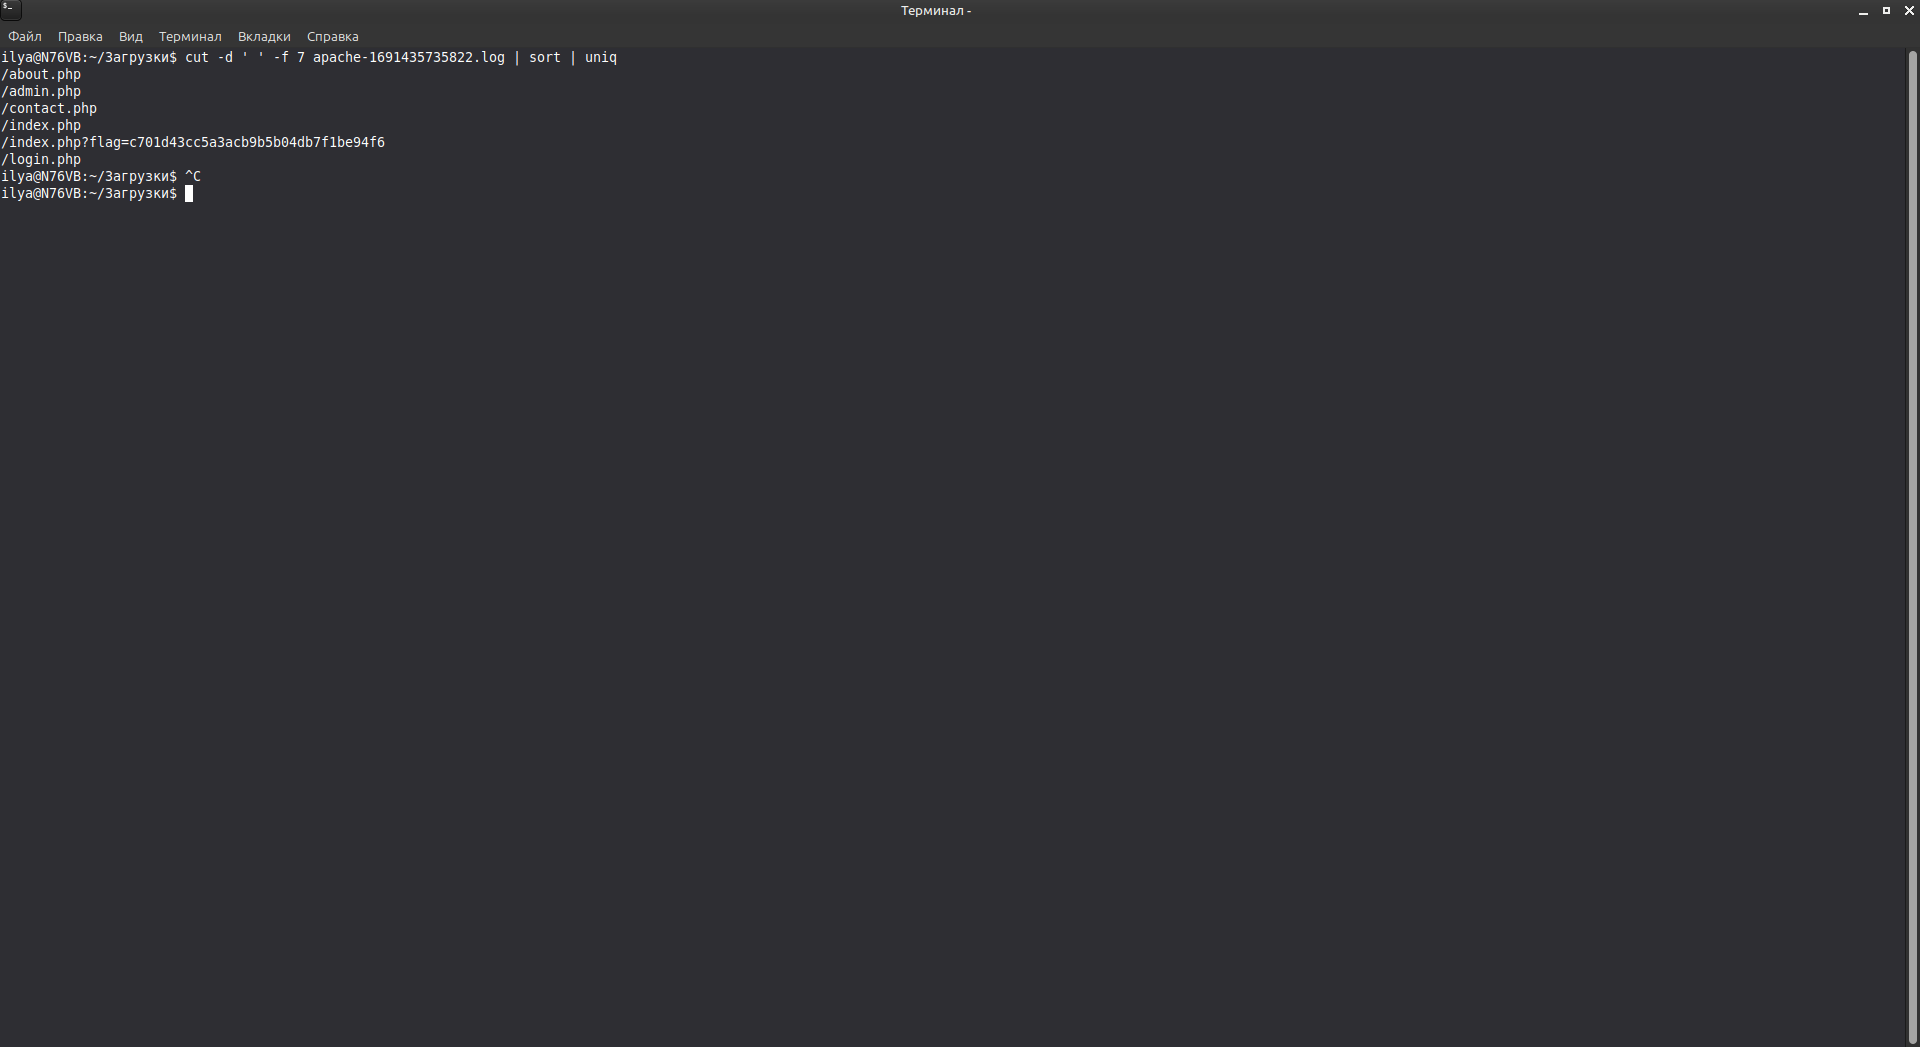 Терминал -
Файл Правка Вид Терминал Вкладки Справка
ilya@N76VB:~/Загрузки$ cut -d ' ' -f 7 apache-1691435735822.log | sort | uniq
/about.php
/admin.php
/contact.php
/index.php
/index.php?flag=c701d43cc5a3acb9b5b04db7f1be94f6
/login.php
ilya@N76VB:~/Загрузки$ ^C
ilya@N76VB:~/Загрузки$